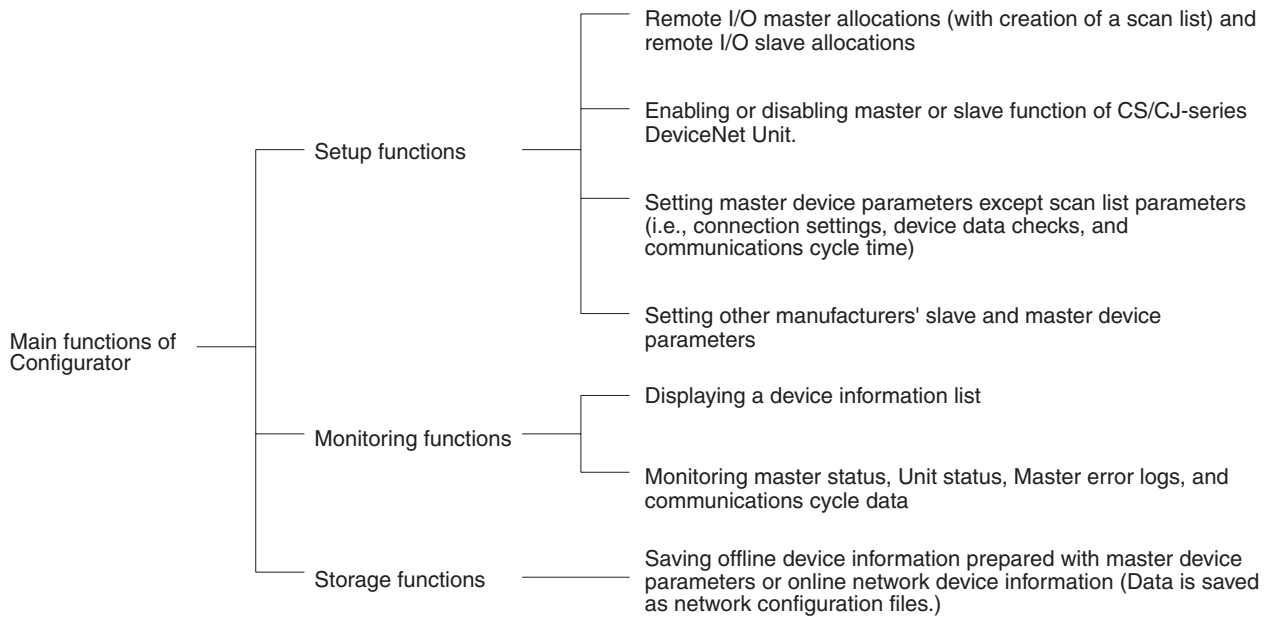 Main functions of
Configurator
Setup functions
Remote I/O master allocations (with creation of a scan list) and
remote I/O slave allocations
Enabling or disabling master or slave function of CS/CJ-series
DeviceNet Unit.
Setting master device parameters except scan list parameters
(i.e., connection settings, device data checks, and
communications cycle time)
Setting other manufacturers' slave and master device
parameters
Monitoring functions
Displaying a device information list
Monitoring master status, Unit status, Master error logs, and
communications cycle data
Storage functions
Saving offline device information prepared with master device
parameters or online network device information (Data is saved
as network configuration files.)